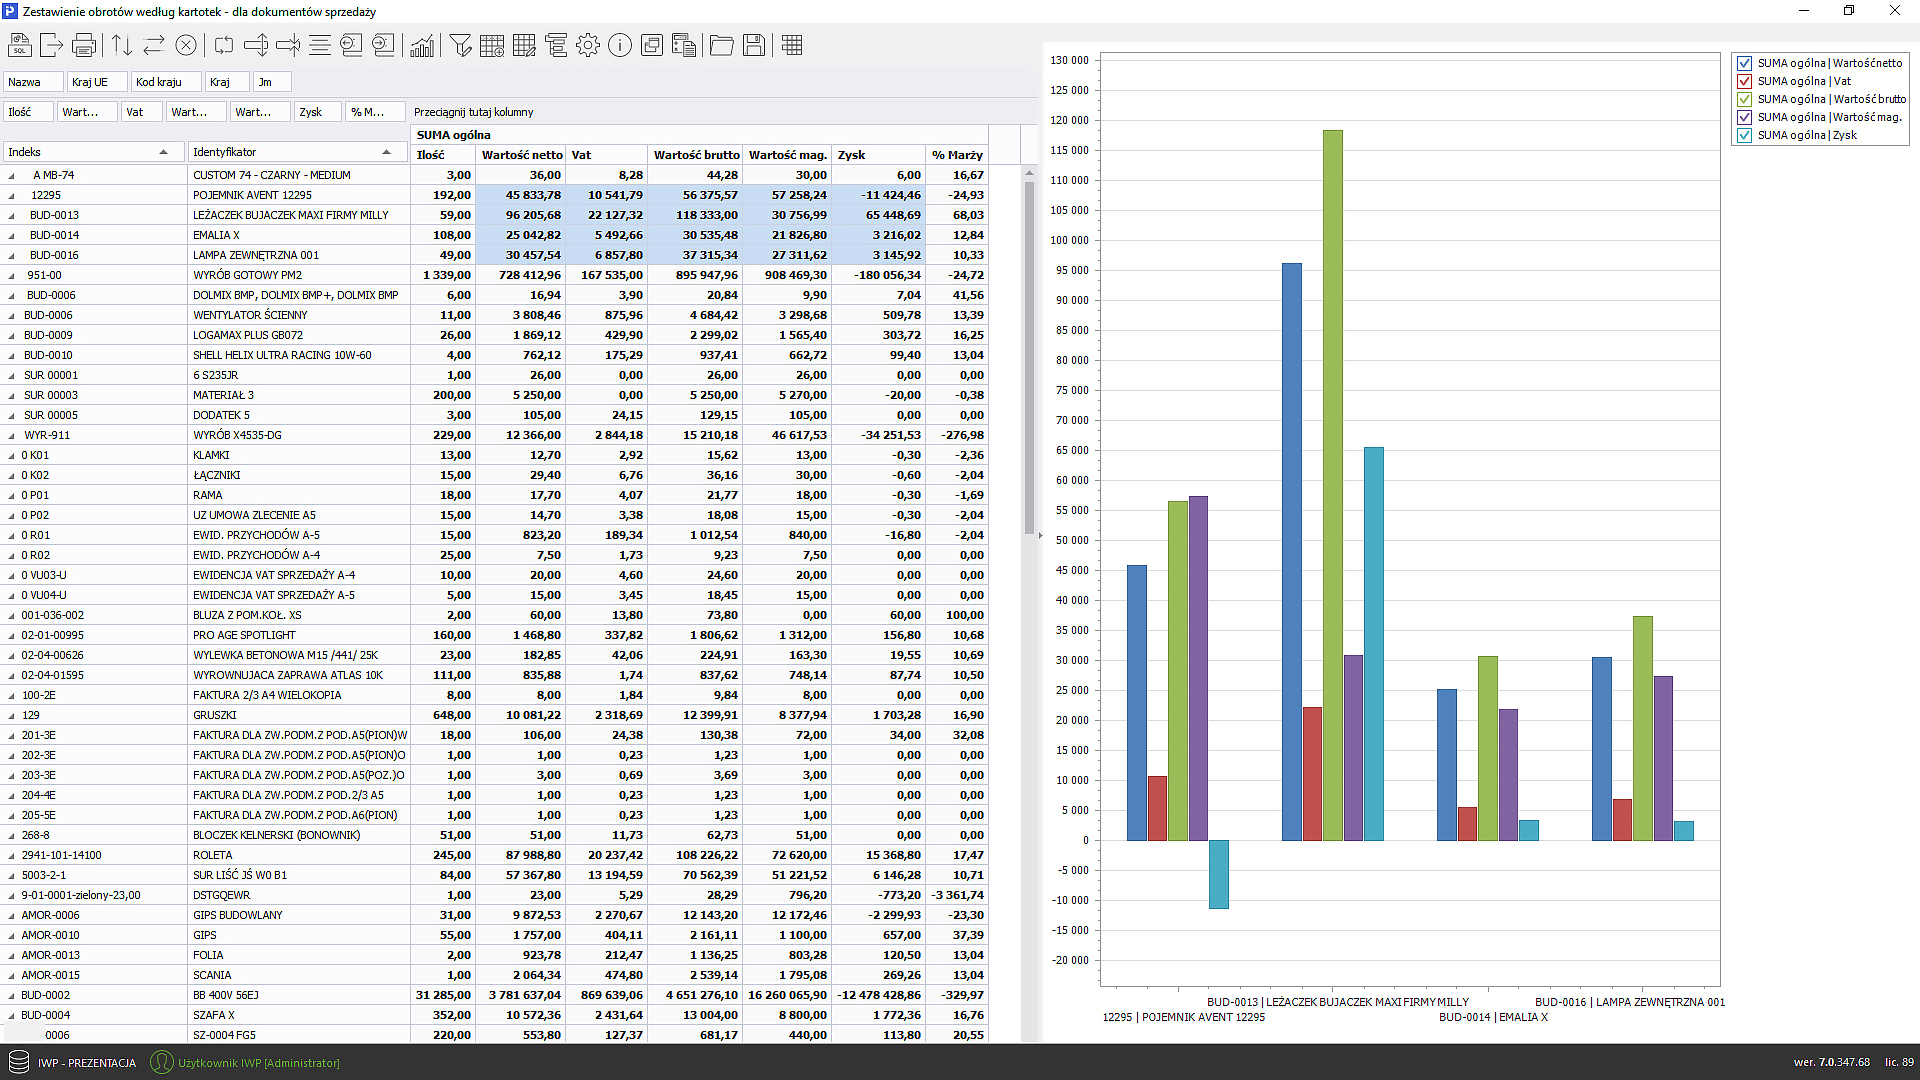 Zestawienie obrotów według kartotek - dla dokumentów sprzedaży
SQL
Nazwa Kraj UE Kod kraju Kraj Jm
Ilość Wart... Vat Wart... Wart... Zysk % M... Przeciągnij tutaj kolumny
SUMA ogólna
Indeks Identyfikator Ilość Wartość netto Vat Wartość brutto Wartość mag. Zysk % Marży
A MB-74 CUSTOM 74 - CZARNY - MEDIUM 3,00 36,00 8,28 44,28 30,00 6,00 16,67
12295 POJEMNIK AVENT 12295 192,00 45 833,78 10 541,79 56 375,57 57 258,24 -11 424,46 -24,93
BUD-0013 LEŻACZEK BUJACZEK MAXI FIRMY MILLY 59,00 96 205,68 22 127,32 118 333,00 30 756,99 65 448,69 68,03
BUD-0014 EMALIA X 108,00 25 042,82 5 492,66 30 535,48 21 826,80 3 216,02 12,84
BUD-0016 LAMPA ZEWNĘTRZNA 001 49,00 30 457,54 6 857,80 37 315,34 27 311,62 3 145,92 10,33
951-00 WYRÓB GOTOWY PM2 1 339,00 728 412,96 167 535,00 895 947,96 908 469,30 -180 056,34 -24,72
BUD-0006 DOLMIX BMP, DOLMIX BMP+, DOLMIX BMP 6,00 16,94 3,90 20,84 9,90 7,04 41,56
BUD-0006 WENTYLATOR ŚCIENNY 11,00 3 808,46 875,96 4 684,42 3 298,68 509,78 13,39
BUD-0009 LOGAMAX PLUS GB072 26,00 1 869,12 429,90 2 299,02 1 565,40 303,72 16,25
BUD-0010 SHELL HELIX ULTRA RACING 10W-60 4,00 762,12 175,29 937,41 662,72 99,40 13,04
SUR 00001 6 S235JR 1,00 26,00 0,00 26,00 26,00 0,00 0,00
SUR 00003 MATERIAŁ 3 200,00 5 250,00 0,00 5 250,00 5 270,00 -20,00 -0,38
SUR 00005 DODATEK 5 3,00 105,00 24,15 129,15 105,00 0,00 0,00
WYR-911 WYRÓB X4535-DG 229,00 12 366,00 2 844,18 15 210,18 46 617,53 -34 251,53 -276,98
0 K01 KLAMKI 13,00 12,70 2,92 15,62 13,00 -0,30 -2,36
0 K02 ŁĄCZNIKI 15,00 29,40 6,76 36,16 30,00 -0,60 -2,04
0 P01 RAMA 18,00 17,70 4,07 21,77 18,00 -0,30 -1,69
0 P02 UZ UMOWA ZLECENIE A5 15,00 14,70 3,38 18,08 15,00 -0,30 -2,04
0 R01 EWID. PRZYCHODÓW A-5 15,00 823,20 189,34 1 012,54 840,00 -16,80 -2,04
0 R02 EWID. PRZYCHODÓW A-4 25,00 7,50 1,73 9,23 7,50 0,00 0,00
0 VU03-U EWIDENCJA VAT SPRZEDAŻY A-4 10,00 20,00 4,60 24,60 20,00 0,00 0,00
0 VU04-U EWIDENCJA VAT SPRZEDAŻY A-5 5,00 15,00 3,45 18,45 15,00 0,00 0,00
001-036-002 BLUZA Z POM.KOŁ. XS 2,00 60,00 13,80 73,80 0,00 60,00 100,00
02-01-00995 PRO AGE SPOTLIGHT 160,00 1 468,80 337,82 1 806,62 1 312,00 156,80 10,68
02-04-00626 WYLEWKA BETONOWA M15 /441/ 25K 23,00 182,85 42,06 224,91 163,30 19,55 10,69
02-04-01595 WYROWNUJACA ZAPRAWA ATLAS 10K 111,00 835,88 1,74 837,62 748,14 87,74 10,50
100-2E FAKTURA 2/3 A4 WIELOKOPIA 8,00 8,00 1,84 9,84 8,00 0,00 0,00
129 GRUSZKI 648,00 10 081,22 2 318,69 12 399,91 8 377,94 1 703,28 16,90
201-3E FAKTURA DLA ZW.PODM.Z POD.A5(PION)W 18,00 106,00 24,38 130,38 72,00 34,00 32,08
202-3E FAKTURA DLA ZW.PODM.Z POD.A5(PION)O 1,00 1,00 0,23 1,23 1,00 0,00 0,00
203-3E FAKTURA DLA ZW.PODM.Z POD.A5(POZ.)O 1,00 3,00 0,69 3,69 3,00 0,00 0,00
204-4E FAKTURA DLA ZW.PODM.Z POD.2/3 A5 1,00 1,00 0,23 1,23 1,00 0,00 0,00
205-5E FAKTURA DLA ZW.PODM.Z POD.A6(PION) 1,00 1,00 0,23 1,23 1,00 0,00 0,00
268-8 BLOCZEK KELNERSKI (BONOWNIK) 51,00 51,00 11,73 62,73 51,00 0,00 0,00
2941-101-14100 ROLETA 245,00 87 988,80 20 237,42 108 226,22 72 620,00 15 368,80 17,47
5003-2-1 SUR LIŚĆ JŚ W0 B1 84,00 57 367,80 13 194,59 70 562,39 51 221,52 6 146,28 10,71
9-01-0001-zielony-23,00 DSTGQEWR 1,00 23,00 5,29 28,29 796,20 -773,20 -3 361,74
AMOR-0006 GIPS BUDOWLANY 31,00 9 872,53 2 270,67 12 143,20 12 172,46 -2 299,93 -23,30
AMOR-0010 GIPS 55,00 1 757,00 404,11 2 161,11 1 100,00 657,00 37,39
AMOR-0013 FOLIA 2,00 923,78 212,47 1 136,25 803,28 120,50 13,04
AMOR-0015 SCANIA 1,00 2 064,34 474,80 2 539,14 1 795,08 269,26 13,04
BUD-0002 BB 400V 56EJ 31 285,00 3 781 637,04 869 639,06 4 651 276,10 16 260 065,90 -12 478 428,86 -329,97
BUD-0004 SZAFA X 352,00 10 572,36 2 431,64 13 004,00 8 800,00 1 772,36 16,76
0006 SZ-0004 FG5 220,00 553,80 127,37 681,17 440,00 113,80 20,55
130 000
125 000
120 000
115 000
110 000
105 000
100 000
95 000
90 000
85 000
80 000
75 000
70 000
65 000
60 000
55 000
50 000
45 000
40 000
35 000
30 000
25 000
20 000
15 000
10 000
5 000
0
-5 000
-10 000
-15 000
-20 000
BUD-0013 | LEŻACZEK BUJACZEK MAXI FIRMY MILLY BUD-0016 | LAMPA ZEWNĘTRZNA 001
12295 | POJEMNIK AVENT 12295 BUD-0014 | EMALIA X
SUMA ogólna | Wartość netto
SUMA ogólna | Vat
SUMA ogólna | Wartość brutto
SUMA ogólna | Wartość mag.
SUMA ogólna | Zysk
IWP - PREZENTACJA Użytkownik IWP [Administrator] wer. 7.0.347.68 lic. 89